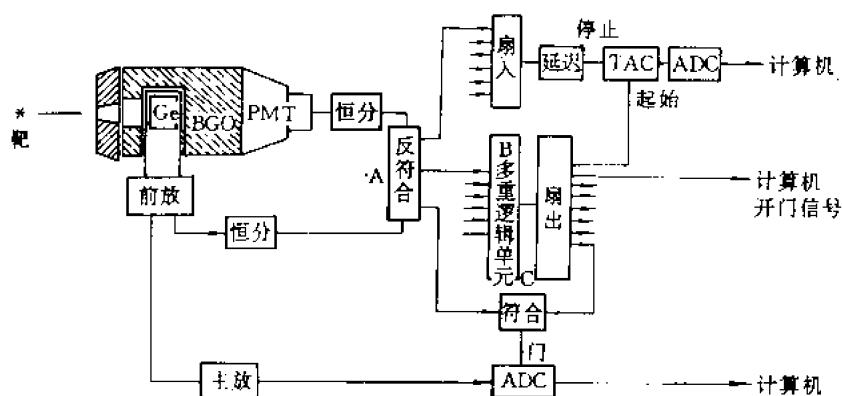 停止
扇入
延迟
TAC
ADC
计算机
起始
*
靶
Ge
BGO
PMT
恒分
反符合
·A
B多重逻辑单元
C
扇出
计算机
开门信号
前放
恒分
符合
门
主放
ADC
计算机